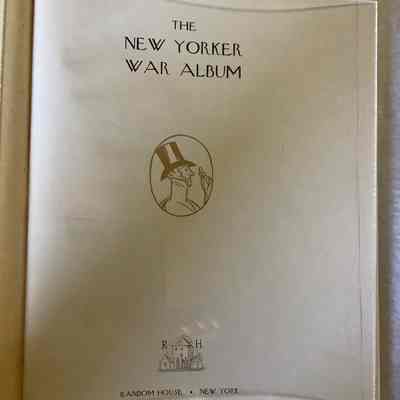 THE
NEW YORKER
WAR ALBUM
R H
RANDOM HOUSE • NEW YORK